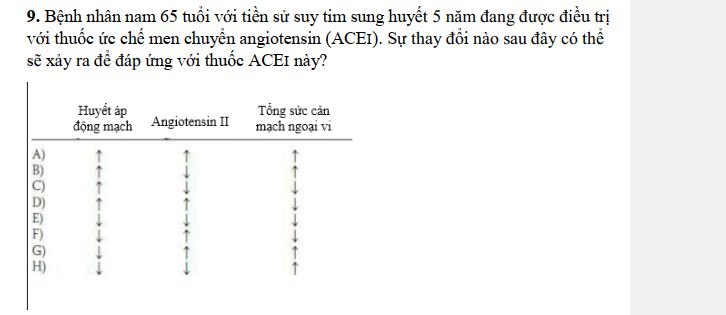 9. Bệnh nhân nam 65 tuổi với tiền sử suy tim sung huyết 5 năm đang được điều trị
với thuốc ức chế men chuyển angiotensin (ACEI). Sự thay đổi nào sau đây có thể
sẽ xảy ra để đáp ứng với thuốc ACEI này?
Huyết áp động mạch Angiotensin II Tổng sức cản mạch ngoại vi
A) ↑ ↑ ↑
B) ↑ ↓ ↑
C) ↑ ↓ ↓
D) ↑ ↑ ↓
E) ↓ ↓ ↓
F) ↓ ↑ ↓
G) ↓ ↑ ↑
H) ↓ ↓ ↑